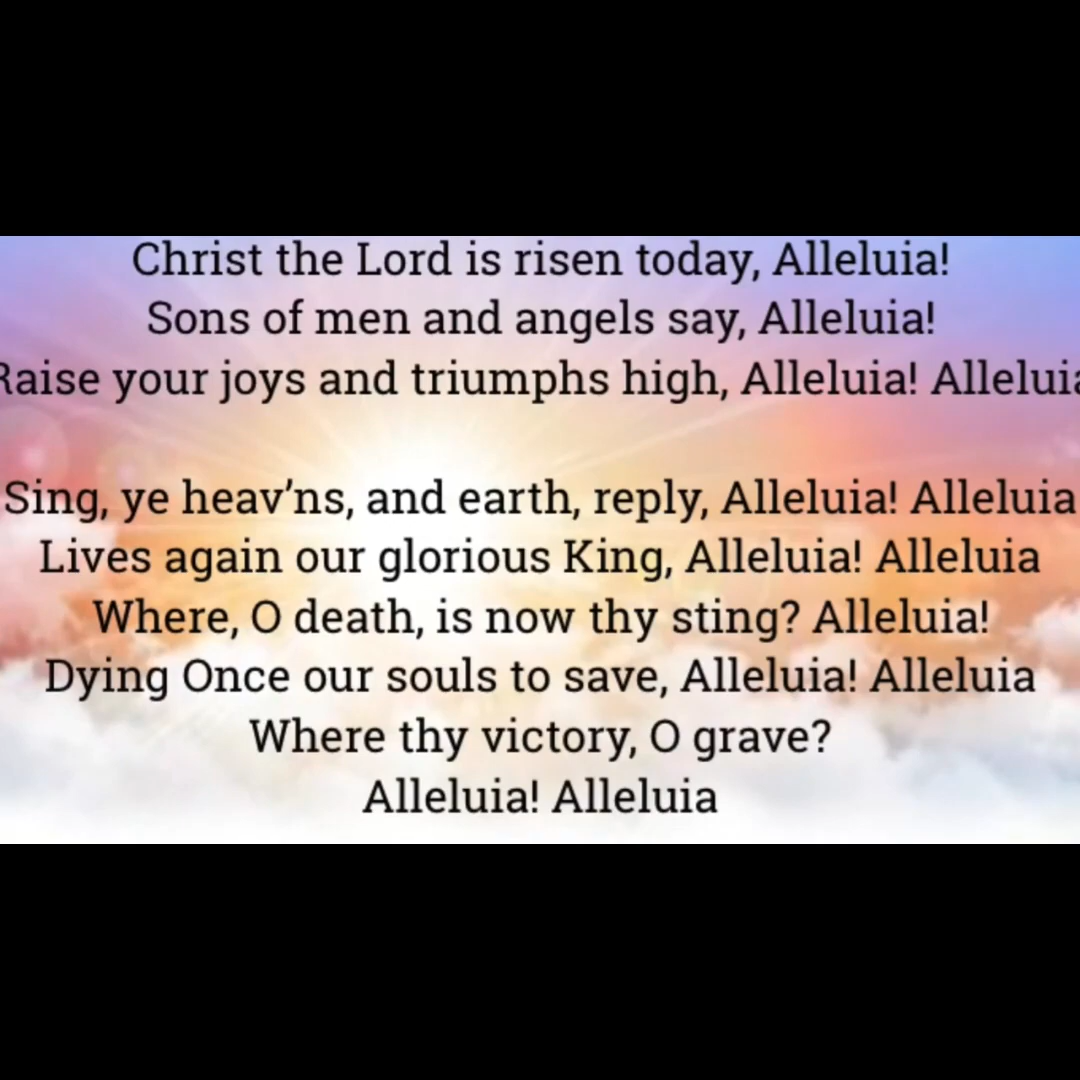 Christ the Lord is risen today, Alleluia!
Sons of men and angels say, Alleluia!
Raise your joys and triumphs high, Alleluia! Alleluia
Sing, ye heav’ns, and earth, reply, Alleluia! Alleluia
Lives again our glorious King, Alleluia! Alleluia
Where, O death, is now thy sting? Alleluia!
Dying Once our souls to save, Alleluia! Alleluia
Where thy victory, O grave?
Alleluia! Alleluia